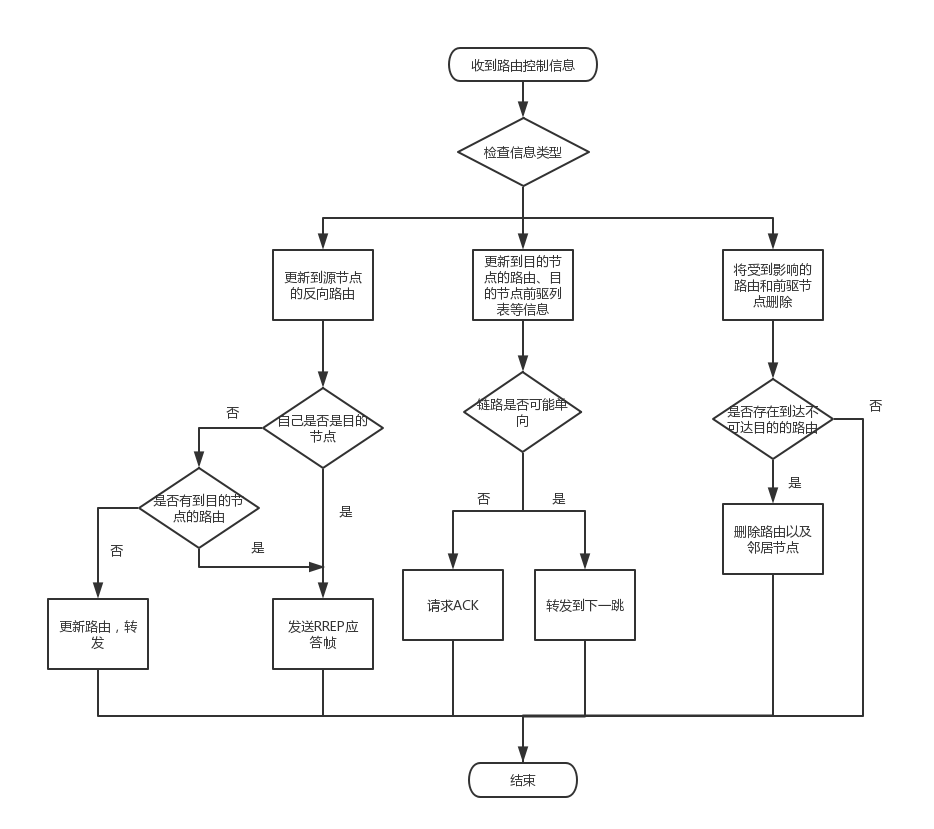 收到路由控制信息
检查信息类型
更新到源节点
的反向路由
更新到目的节
点的路由、目
的节点前驱列
表等信息
将受到影响的
路由和前驱节
点删除
否
自己是否是目的
节点
链路是否可能单
向
是否存在到达不
可达目的的路由
否
是否有到目的节
点的路由
是
否
是
是
删除路由以及
邻居节点
否
是
更新路由，转
发
发送RREP应
答帧
请求ACK
转发到下一跳
结束